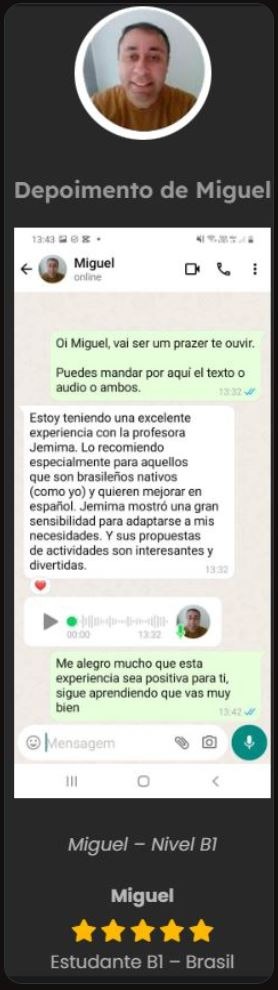 Depoimento de Miguel
13:43
Miguel
online
Oi Miguel, vai ser um prazer te ouvir.
Puedes mandar por aquí el texto o
audio o ambos.
13:32
Estoy teniendo una excelente
experiencia con la profesora
Jemima. Lo recomiendo
especialmente para aquellos
que son brasileños nativos
(como yo) y quieren mejorar en
español. Jemima mostró una gran
sensibilidad para adaptarse a mis
necesidades. Y sus propuestas
de actividades son interesantes y
divertidas.
13:32
00:00
13:32
Me alegro mucho que esta
experiencia sea positiva para ti,
sigue aprendiendo que vas muy
bien
13:42
Mensagem
Miguel – Nivel B1
Miguel
Estudante B1 – Brasil